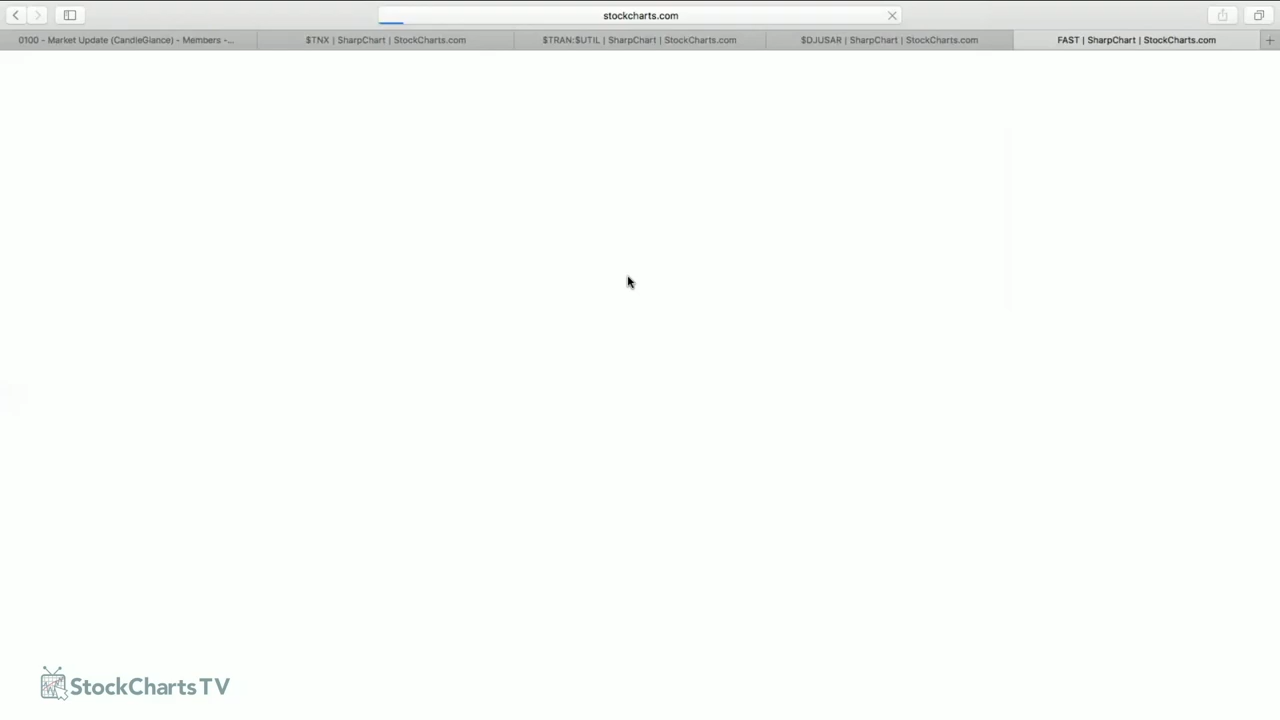 stockcharts.com
0100 - Market Update (CandleGlance) - Members -...
$TNX | SharpChart | StockCharts.com
$TRAN:$UTIL | SharpChart | StockCharts.com
$DJUSAR | SharpChart | StockCharts.com
FAST | SharpChart | StockCharts.com
StockChartsTV